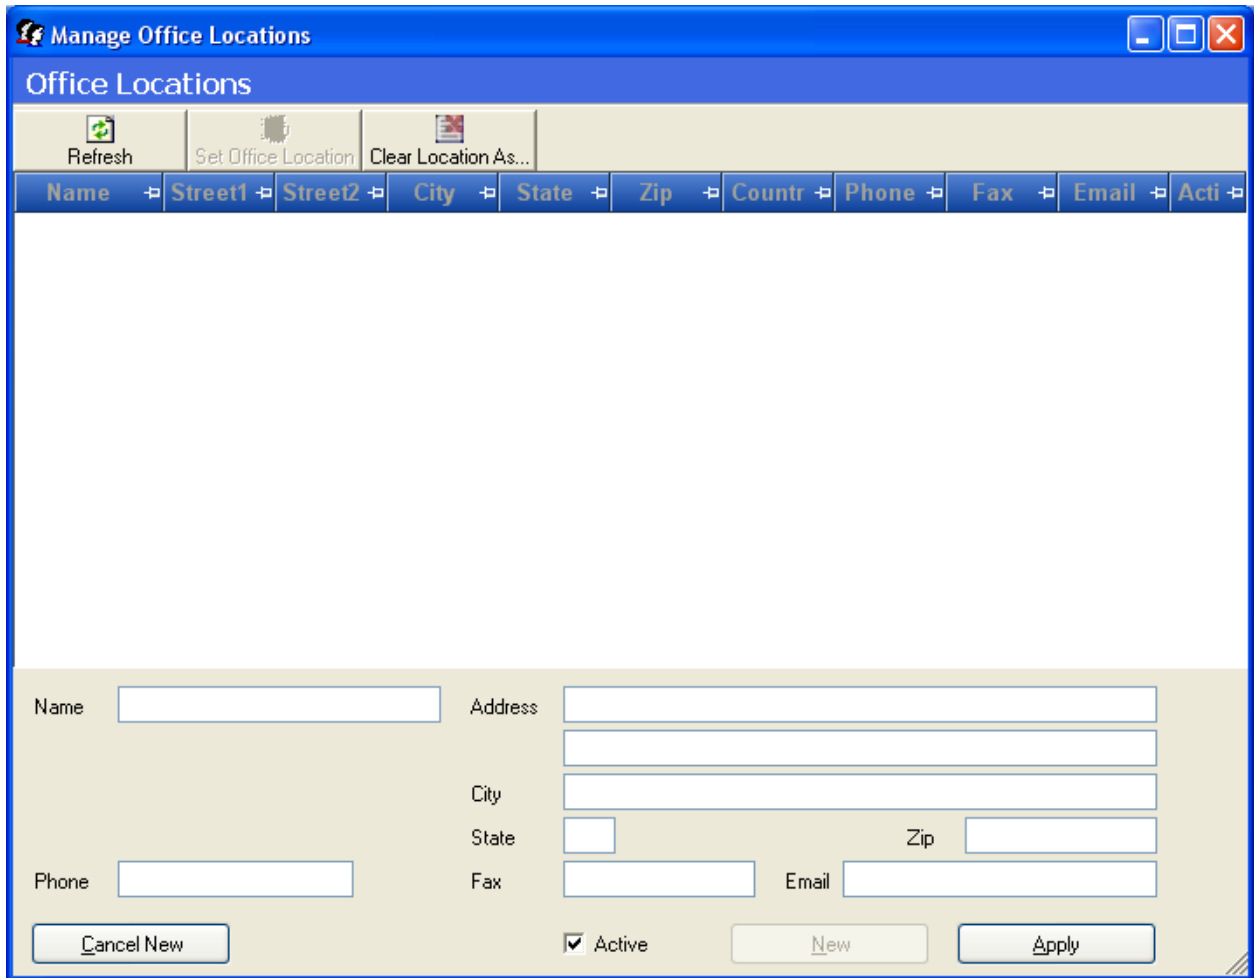 Manage Office Locations
Office Locations
Refresh Set Office Location Clear Location As...
Name Street1 Street2 City State Zip Countr Phone Fax Email Acti
Name Address
City
State Zip
Phone Fax Email
Cancel New Active New Apply